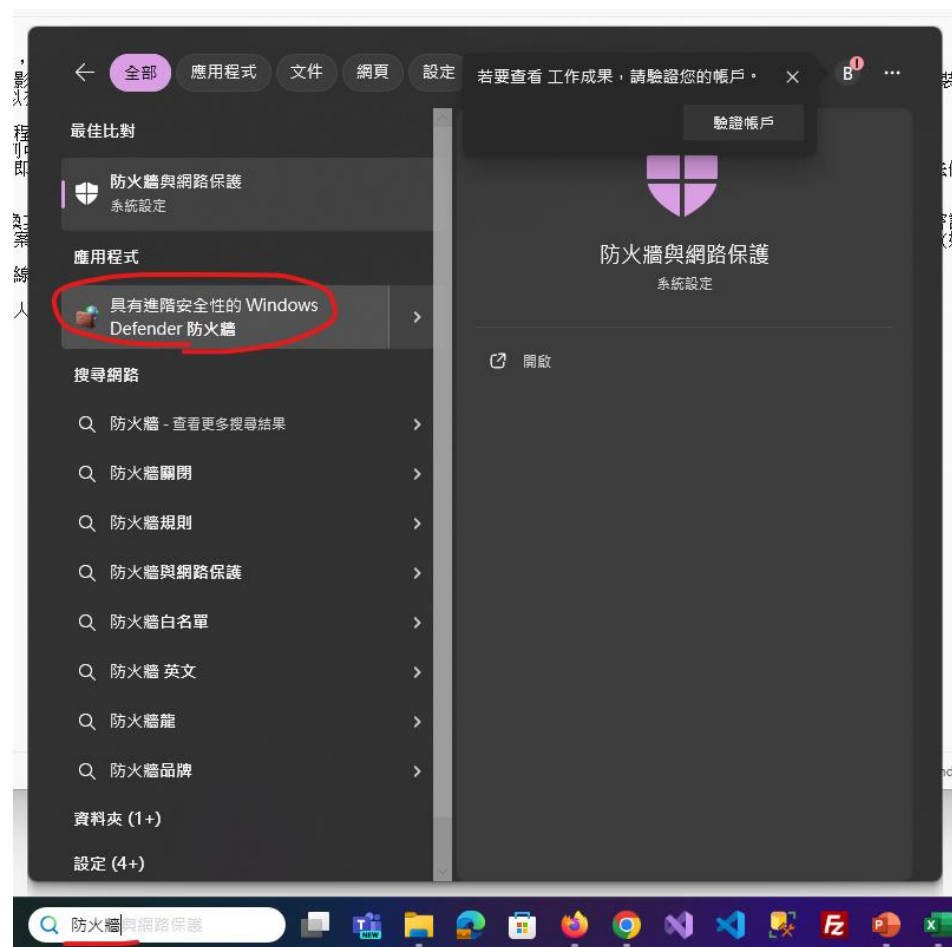 全部 應用程式 文件 網頁 設定
若要查看 工作成果，請驗證您的帳戶。
B
驗證帳戶
最佳比對
防火牆與網路保護
系統設定
應用程式
具有進階安全性的 Windows
Defender 防火牆
搜尋網路
防火牆 - 查看更多搜尋結果
防火牆關閉
防火牆規則
防火牆與網路保護
防火牆白名單
防火牆 英文
防火牆龍
防火牆品牌
資料夾 (1+)
設定 (4+)
防火牆與網路保護
系統設定
開啟
防火牆與網路保護
NEW